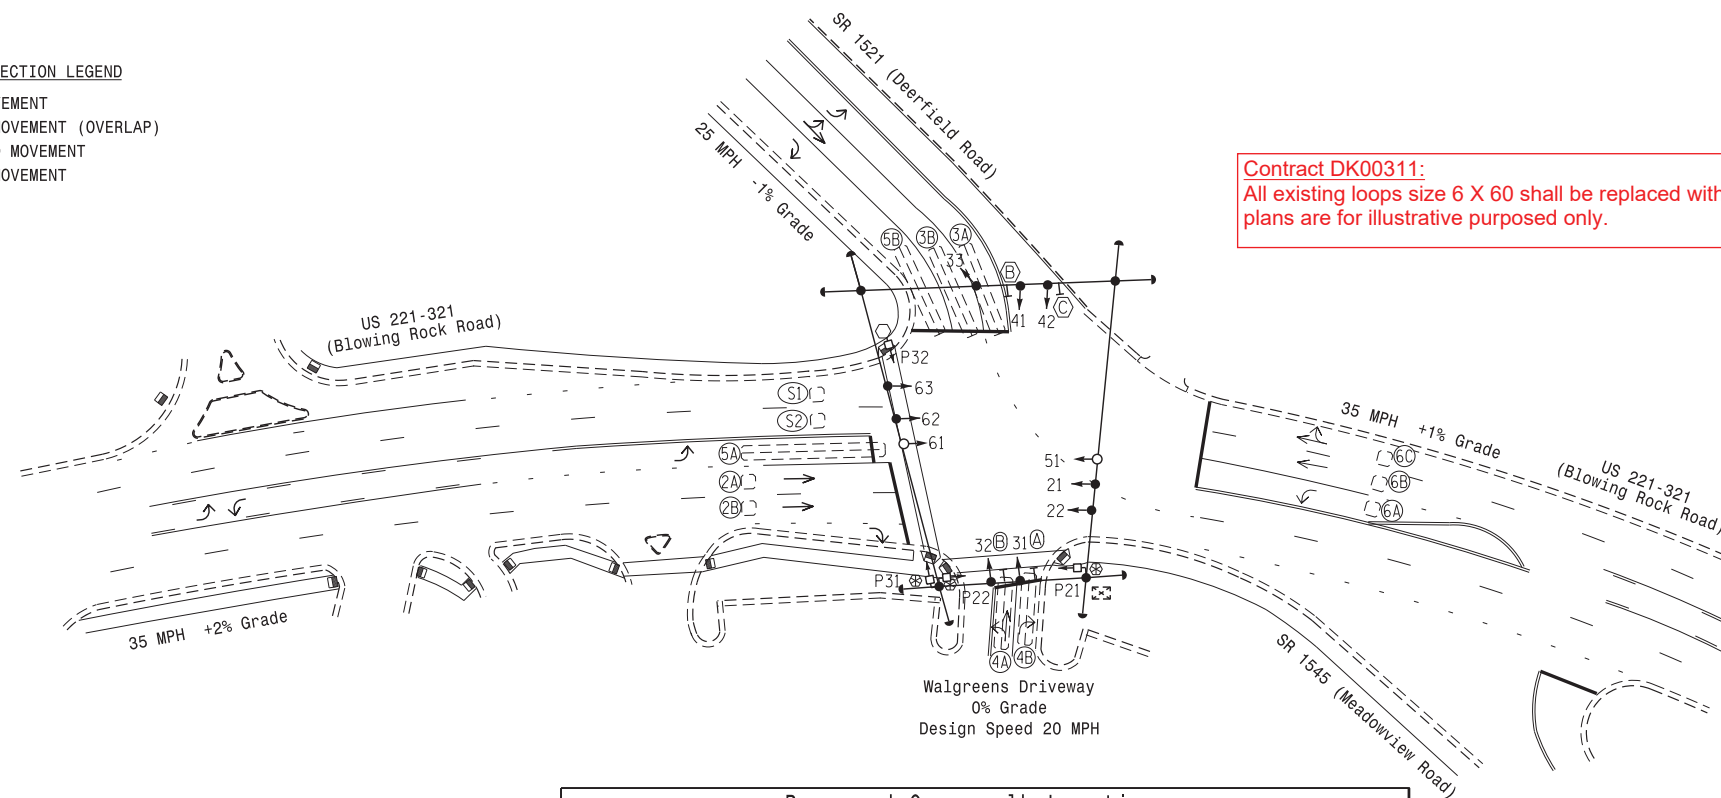 ECTION LEGEND
EMENT
OVEMENT (OVERLAP)
MOVEMENT
OVEMENT
SR 1521 (Deerfield Road)
25 MPH -1% Grade
Contract DK00311:
All existing loops size 6 X 60 shall be replaced with
plans are for illustrative purposed only.
5B 3B 3A
33
B
C
41 42
US 221-321
(Blowing Rock Road)
P32
S1
S2
63
62
61
5A
2A
2B
51
21
22
35 MPH +1% Grade
6C
6B
6A
US 221-321
(Blowing Rock Road)
32 B 31 A
P31
P22
P21
4A 4B
35 MPH +2% Grade
Walgreens Driveway
0% Grade
Design Speed 20 MPH
SR 1545 (Meadowview Road)